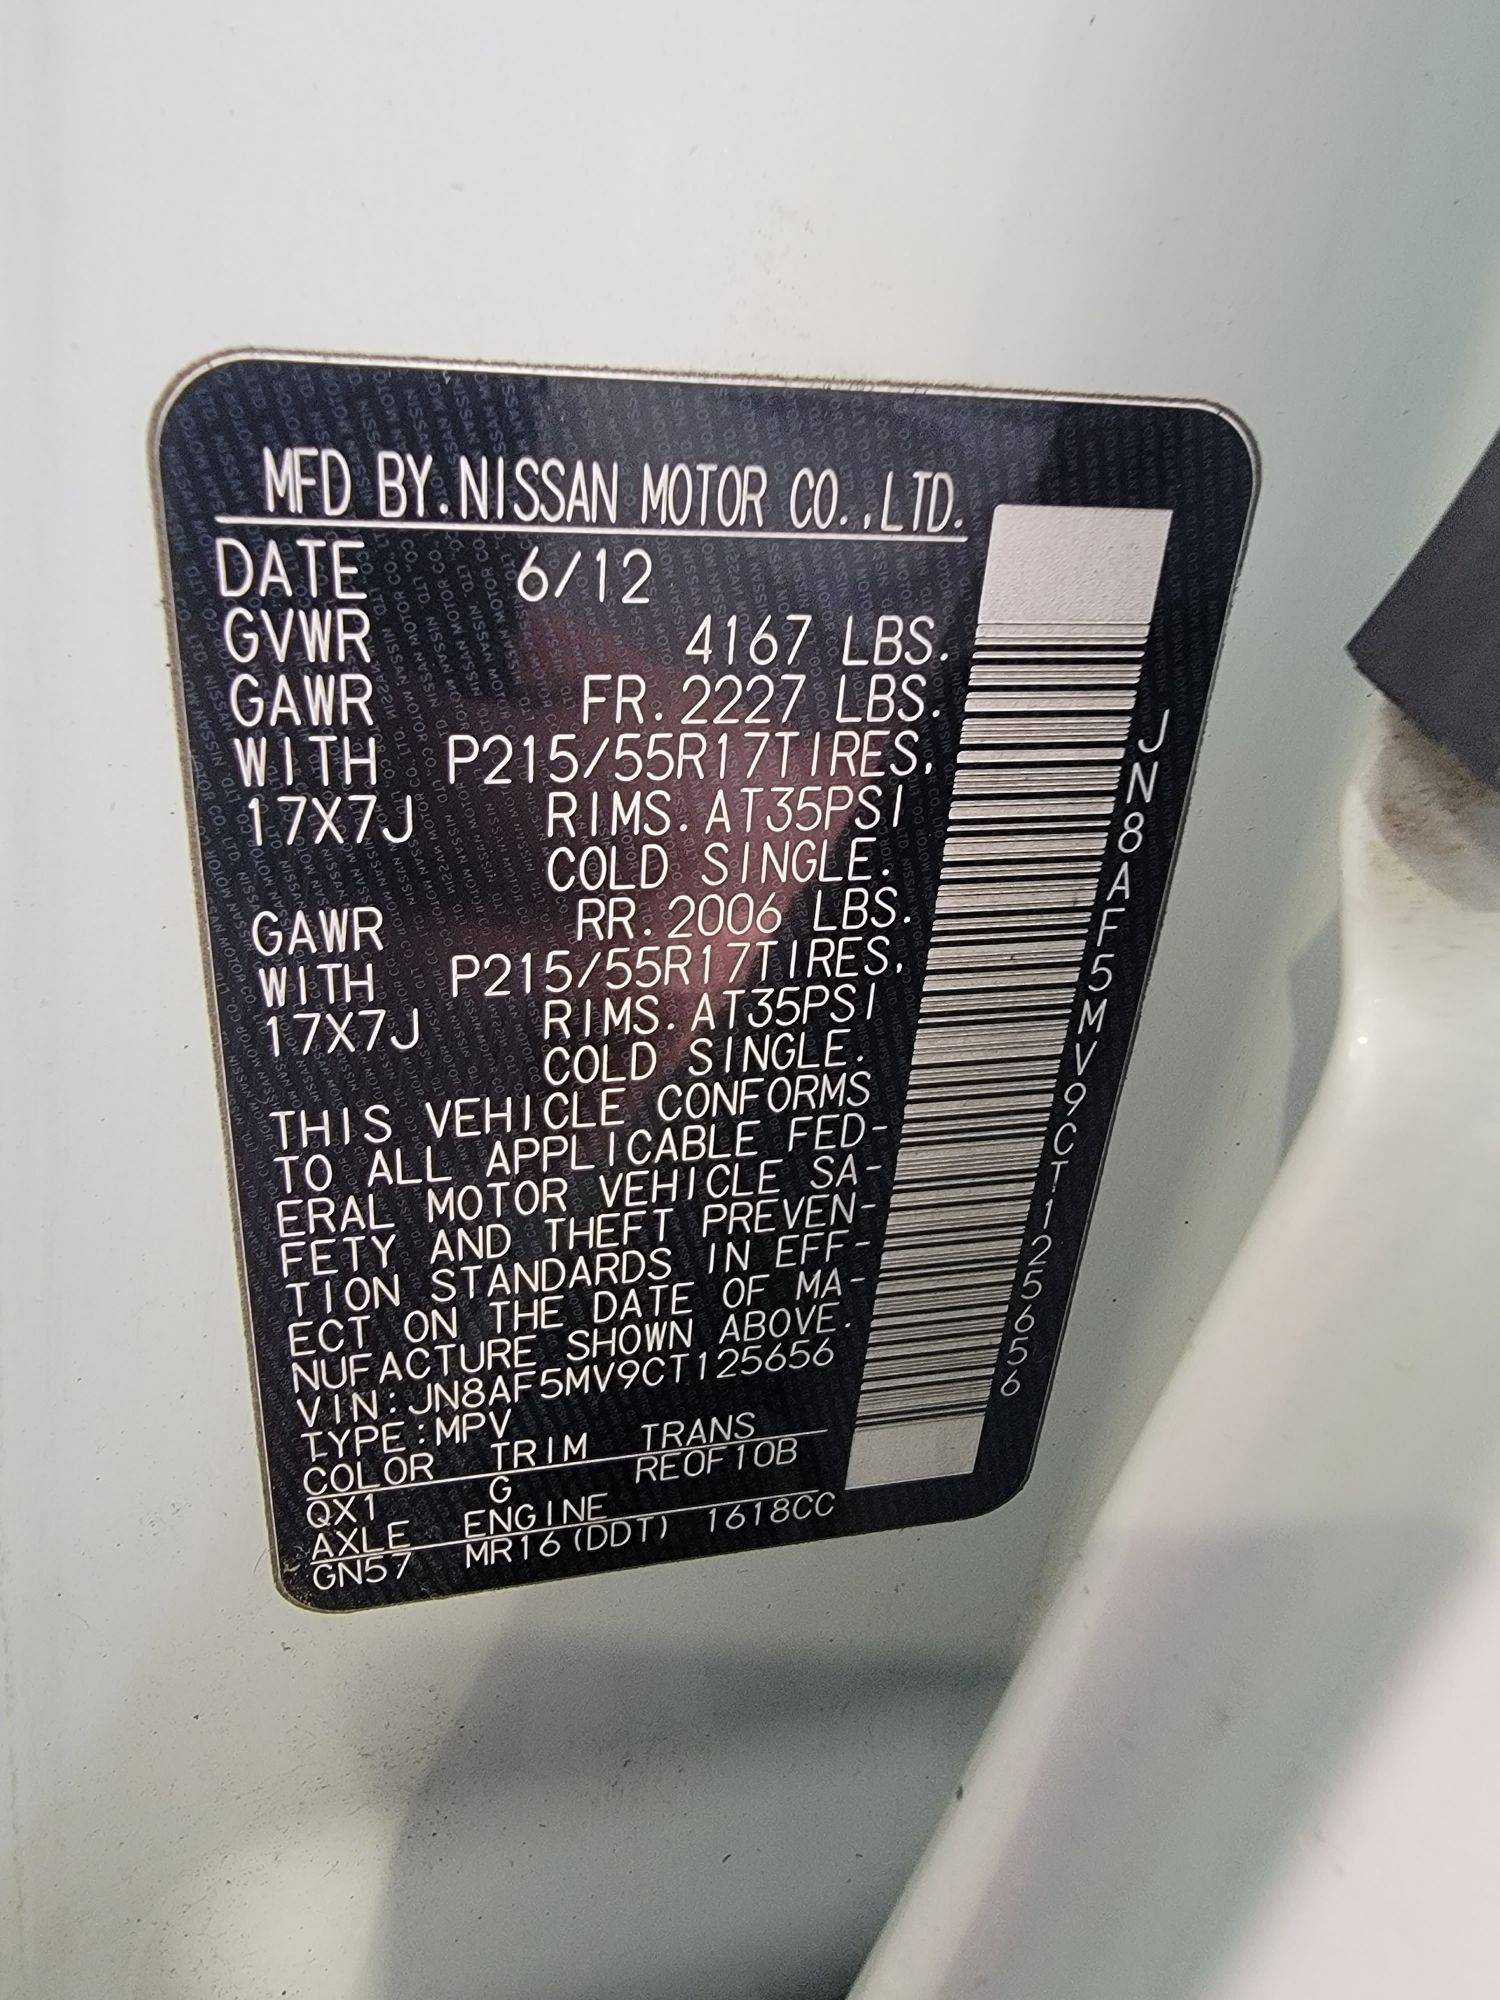 MFD BY.NISSAN MOTOR CO.,LTD.
DATE 6/12
GVWR 4167 LBS.
GAWR FR.2227 LBS.
WITH P215/55R17TIRES.
17X7J RIMS.AT35PSI
COLD SINGLE.
GAWR RR.2006 LBS.
WITH P215/55R17TIRES.
17X7J RIMS.AT35PSI
COLD SINGLE.
THIS VEHICLE CONFORMS
TO ALL APPLICABLE FED-
ERAL MOTOR VEHICLE SA-
FETY AND THEFT PREVEN-
TION STANDARDS IN EFF-
ECT ON THE DATE OF MA-
NUFACTURE SHOWN ABOVE.
VIN:JN8AF5MV9CT125656
TYPE:MPV
COLOR TRIM TRANS
QX1 G RE0F10B
AXLE ENGINE
GN57 MR16(DDT) 1618CC
JN8AF5MV9CT125656